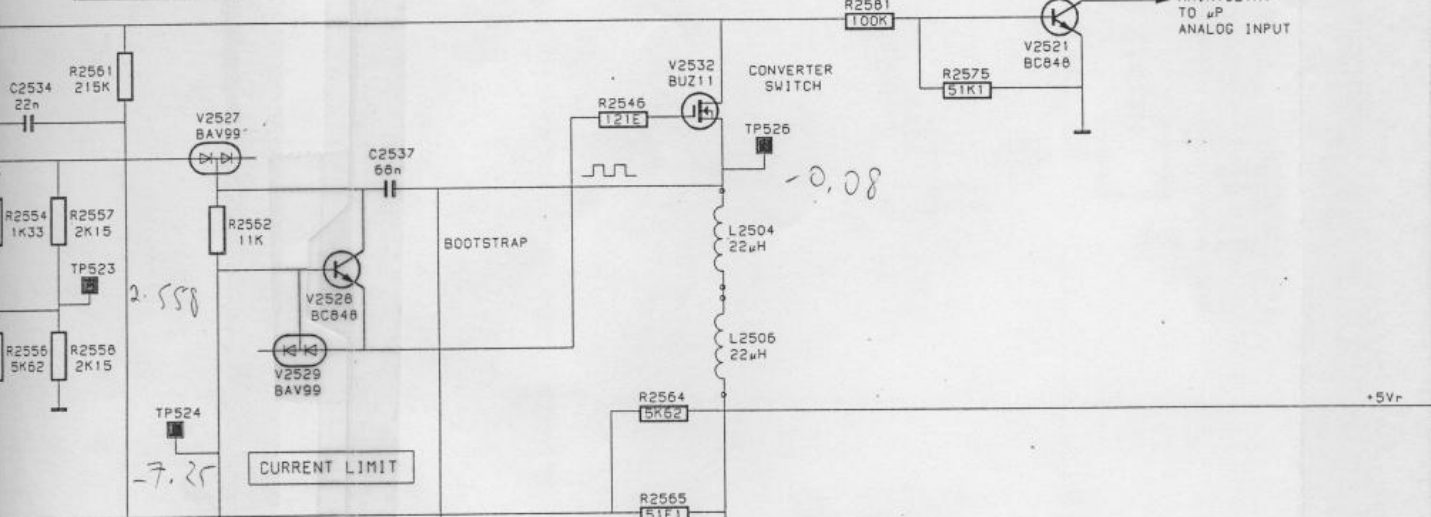 R2581
100K
TO µP
ANALOG INPUT
V2521
BC848
R2575
51K1
V2532
BUZ11
CONVERTER
SWITCH
R2561
215K
C2534
22n
R2546
121E
V2527
BAV99
TP526
-0,08
C2537
68n
R2554
1K33
R2557
2K15
R2552
11K
BOOTSTRAP
L2504
22µH
TP523
2.558
V2528
BC848
L2506
22µH
R2556
5K62
R2558
2K15
V2529
BAV99
R2564
5K62
+5Vr
TP524
-7.25
CURRENT LIMIT
R2565
51E1